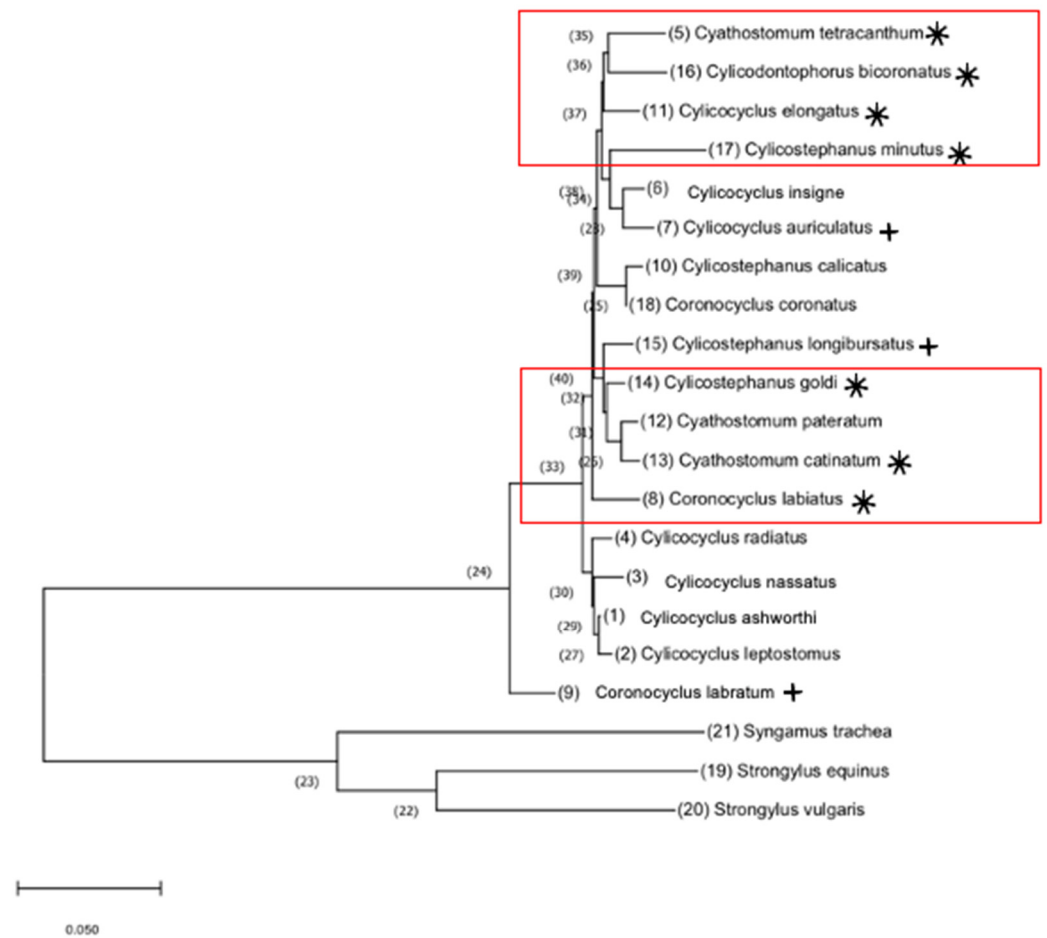 (35)
(5) Cyathostomum tetracanthum
(36)
(16) Cylicodontophorus bicoronatus
(37)
(11) Cylicocyclus elongatus
(17) Cylicostephanus minutus
(38)
(34)
(6) Cylicocyclus insigne
(7) Cylicocyclus auriculatus +
(10) Cylicostephanus calicatus
(39)
(18) Coronocyclus coronatus
(15) Cylicostephanus longibursatus +
(40)
(14) Cylicostephanus goldi
(32)
(12) Cyathostomum pateratum
(31)
(13) Cyathostomum catinatum
(33)
(8) Coronocyclus labiatus
(4) Cylicocyclus radiatus
(24)
(3) Cylicocyclus nassatus
(30)
(1) Cylicocyclus ashworthi
(29)
(2) Cylicocyclus leptostomus
(27)
(9) Coronocyclus labratum +
(21) Syngamus trachea
(19) Strongylus equinus
(23)
(20) Strongylus vulgaris
(22)
0.050